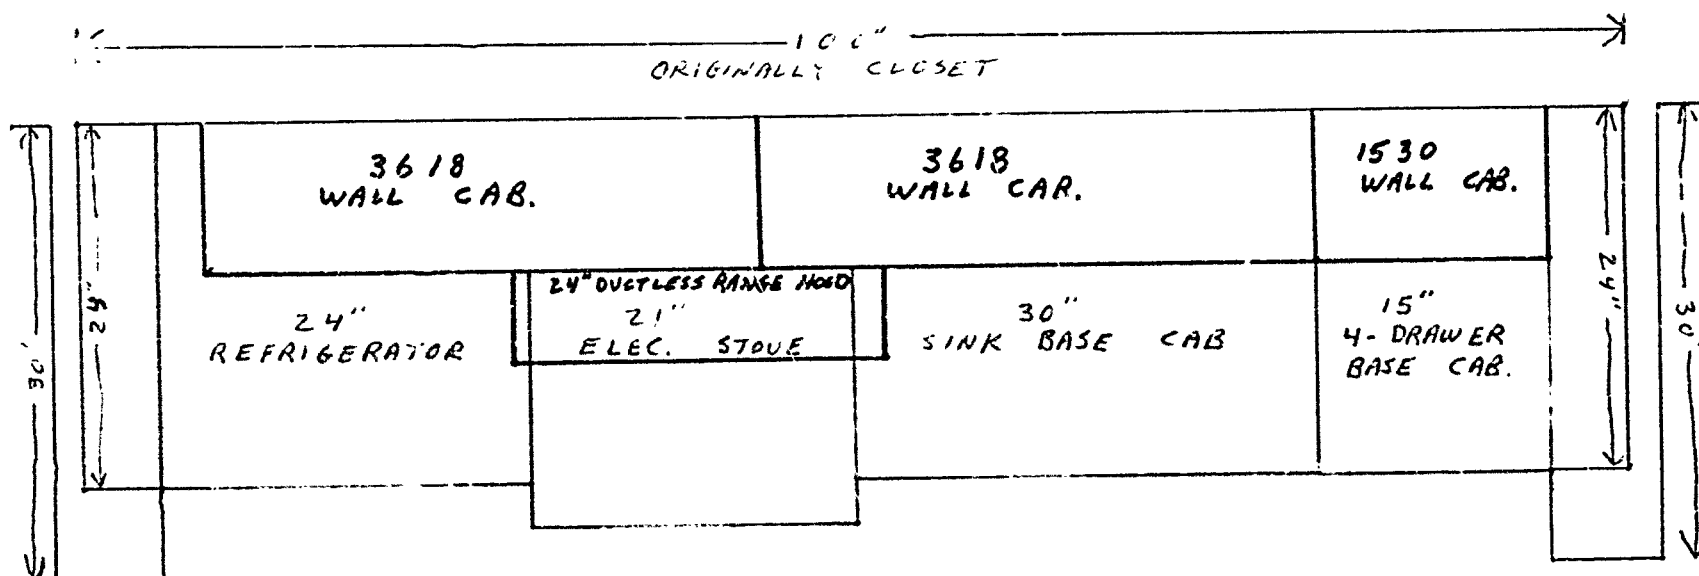 100"
ORIGINALLY CLOSET
3618
WALL CAB.
3618
WALL CAB.
1530
WALL CAB.
24"
30"
24" DUCTLESS RANGE HOOD
24"
REFRIGERATOR
21"
ELEC. STOVE
30"
SINK BASE CAB
15"
4-DRAWER
BASE CAB.
24"
30"